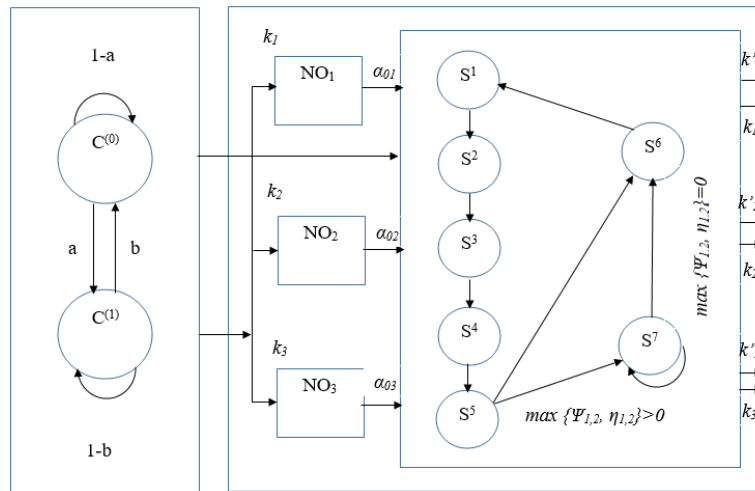 1-a
C(0)
a
b
C(1)
1-b
k1
NO1
α01
k2
NO2
α02
k3
NO3
α03
S1
S2
S3
S4
S5
S6
S7
max {Ψ1,2, η1,2}=0
max {Ψ1,2, η1,2}>0
k'
k1
k2
k3